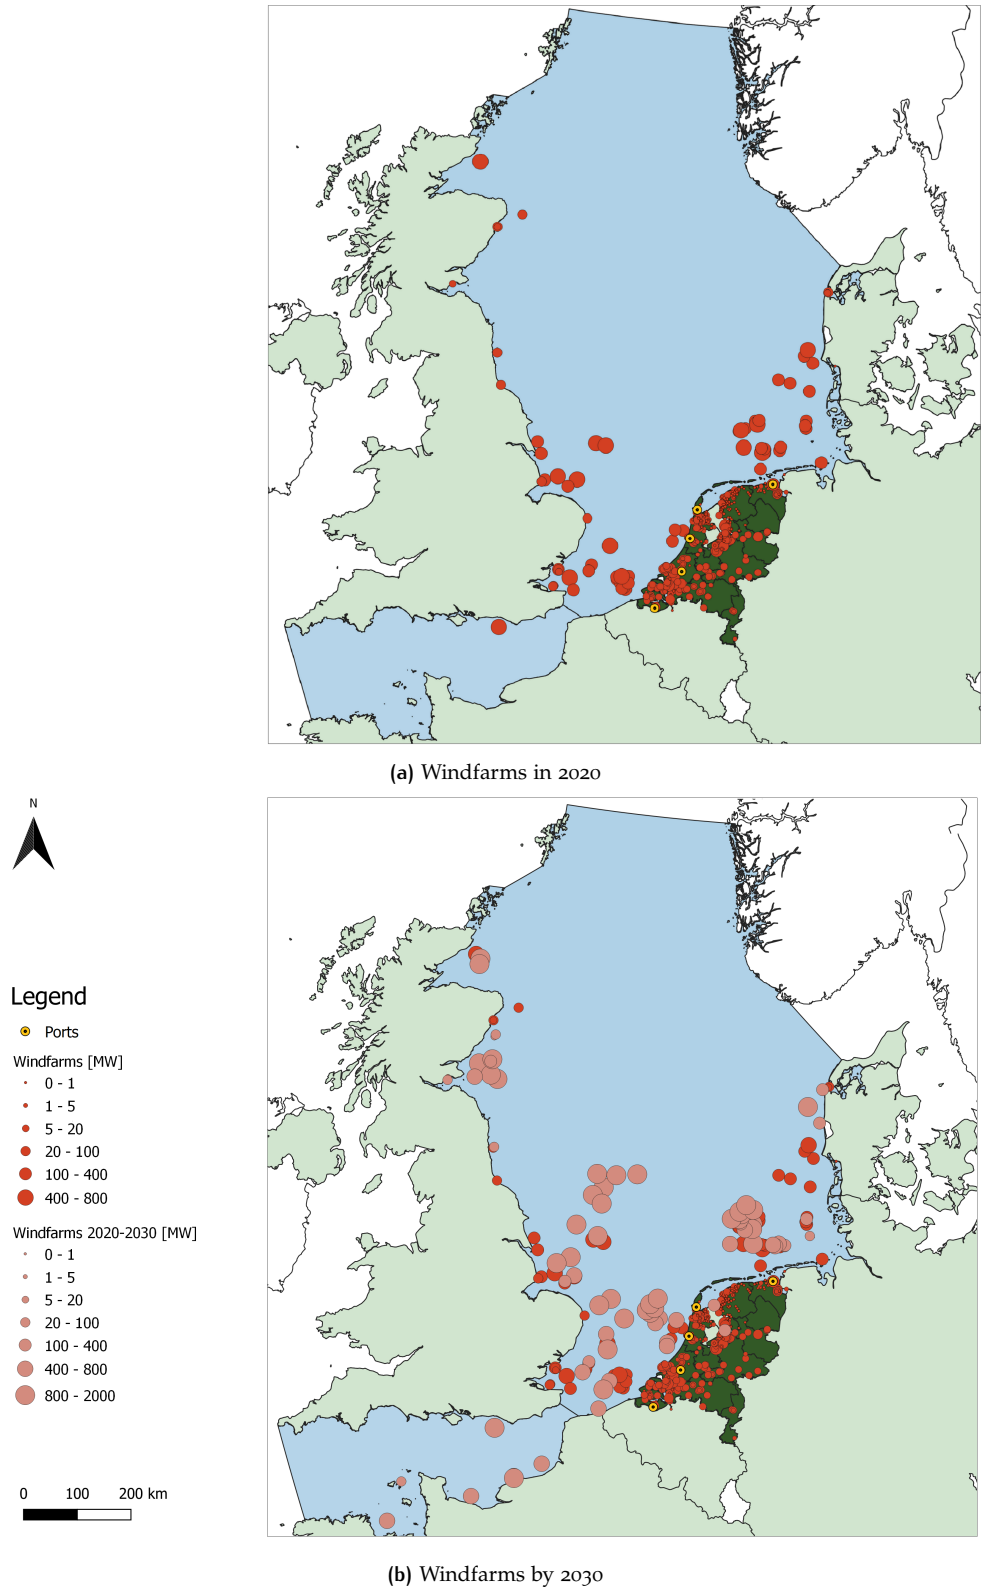 (a) Windfarms in 2020
N
Legend
Ports
Windfarms [MW]
0 - 1
1 - 5
5 - 20
20 - 100
100 - 400
400 - 800
Windfarms 2020-2030 [MW]
0 - 1
1 - 5
5 - 20
20 - 100
100 - 400
400 - 800
800 - 2000
0 100 200 km
(b) Windfarms by 2030